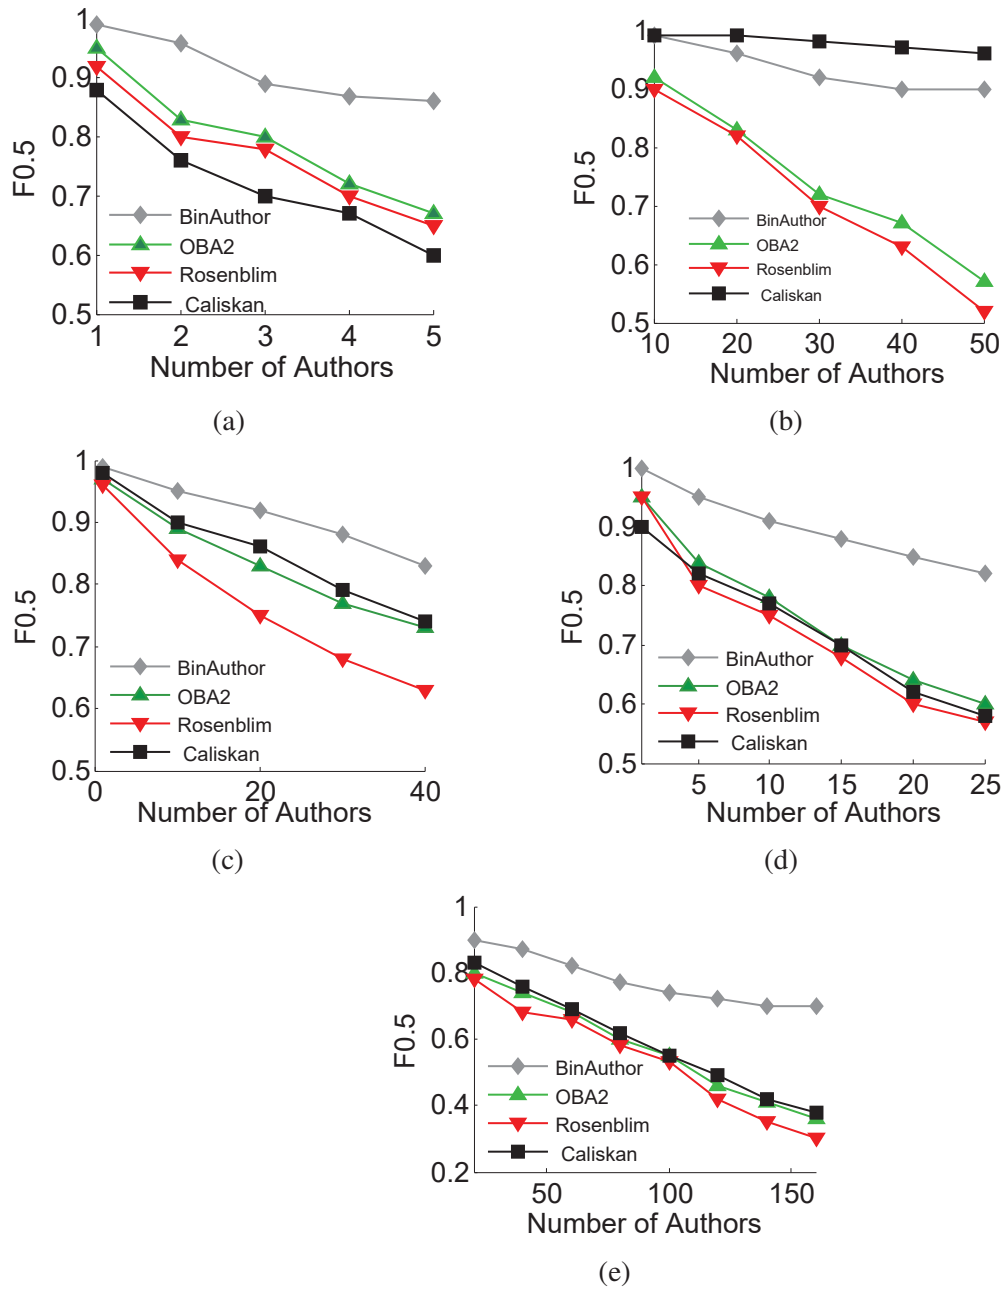 1
0.9
0.8
0.7
0.6
0.5
F0.5
BinAuthor
OBA2
Rosenblim
Caliskan
1 2 3 4 5
Number of Authors
(a)
1
0.9
0.8
0.7
0.6
0.5
F0.5
BinAuthor
OBA2
Rosenblim
Caliskan
10 20 30 40 50
Number of Authors
(b)
1
0.9
0.8
0.7
0.6
0.5
F0.5
BinAuthor
OBA2
Rosenblim
Caliskan
0 20 40
Number of Authors
(c)
1
0.9
0.8
0.7
0.6
0.5
F0.5
BinAuthor
OBA2
Rosenblim
Caliskan
5 10 15 20 25
Number of Authors
(d)
1
0.8
0.6
0.4
0.2
F0.5
BinAuthor
OBA2
Rosenblim
Caliskan
50 100 150
Number of Authors
(e)